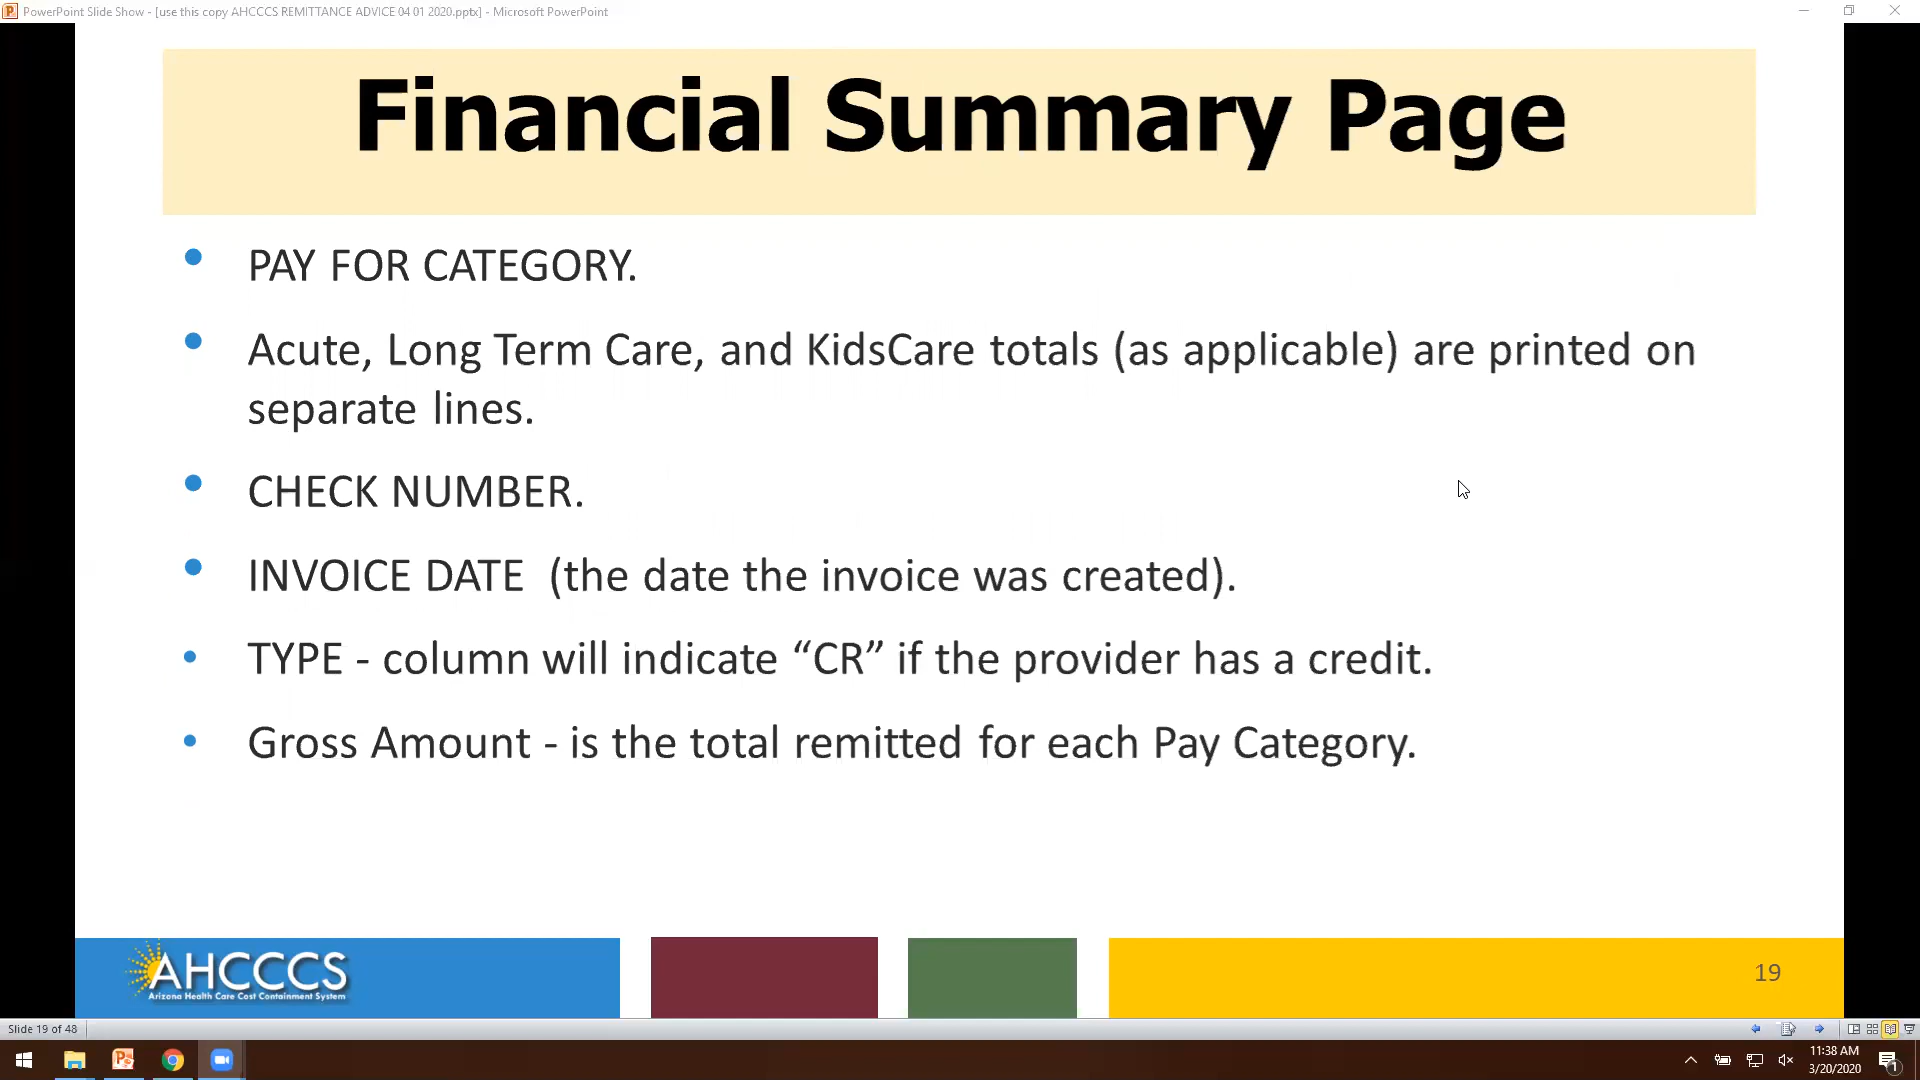 PowerPoint Slide Show - [use this copy AHCCCS REMITTANCE ADVICE 04 01 2020.pptx] - Microsoft PowerPoint
Financial Summary Page
• PAY FOR CATEGORY.
• Acute, Long Term Care, and KidsCare totals (as applicable) are printed on
separate lines.
• CHECK NUMBER.
• INVOICE DATE  (the date the invoice was created).
• TYPE - column will indicate “CR” if the provider has a credit.
• Gross Amount - is the total remitted for each Pay Category.
AHCCCS
Arizona Health Care Cost Containment System
19
Slide 19 of 48
11:38 AM
3/20/2020
1